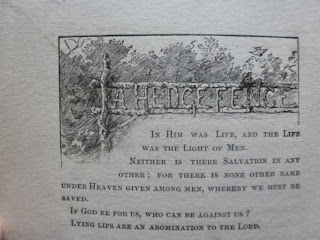 A HEDGE FENCE
IN HIM WAS LIFE, AND THE LIFE
WAS THE LIGHT OF MEN.
NEITHER IS THERE SALVATION IN ANY
OTHER; FOR THERE IS NONE OTHER NAME
UNDER HEAVEN GIVEN AMONG MEN, WHEREBY WE MUST BE
SAVED.
IF GOD BE FOR US, WHO CAN BE AGAINST US?
LYING LIPS ARE AN ABOMINATION TO THE LORD.